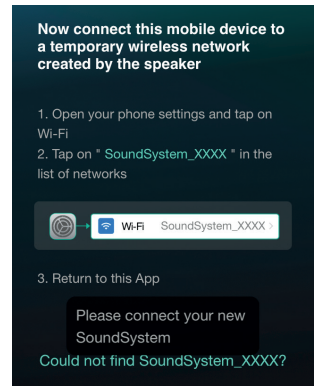 Now connect this mobile device to
a temporary wireless network
created by the speaker
1. Open your phone settings and tap on
Wi-Fi
2. Tap on " SoundSystem_XXXX " in the
list of networks
Wi-Fi SoundSystem_XXXX >
3. Return to this App
Please connect your new
SoundSystem
Could not find SoundSystem_XXXX?